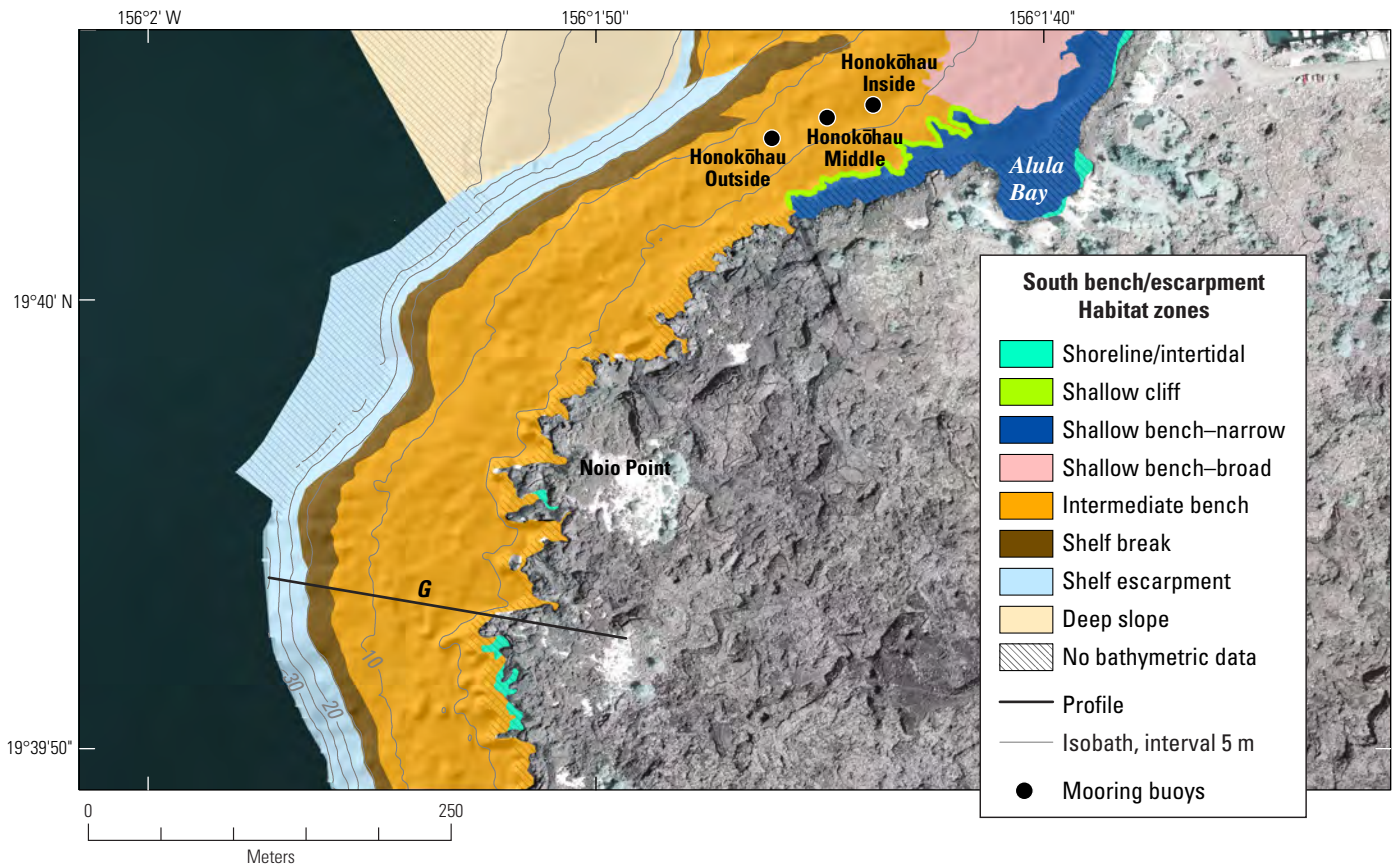 156°2' W
156°1'50"
156°1'40"
Honokōhau
Inside
Honokōhau
Middle
Honokōhau
Outside
Alula
Bay
19°40' N
Noio Point
G
10
20
30
19°39'50"
South bench/escarpment
Habitat zones
Shoreline/intertidal
Shallow cliff
Shallow bench–narrow
Shallow bench–broad
Intermediate bench
Shelf break
Shelf escarpment
Deep slope
No bathymetric data
Profile
Isobath, interval 5 m
Mooring buoys
0
250
Meters